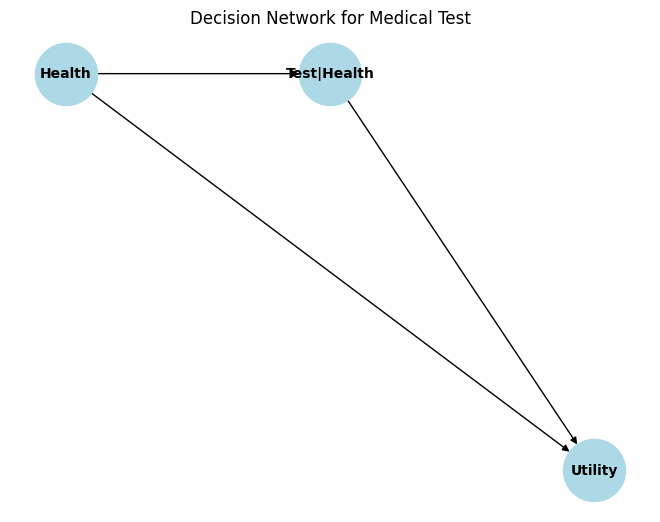 Decision Network for Medical Test
Health
Test|Health
Utility